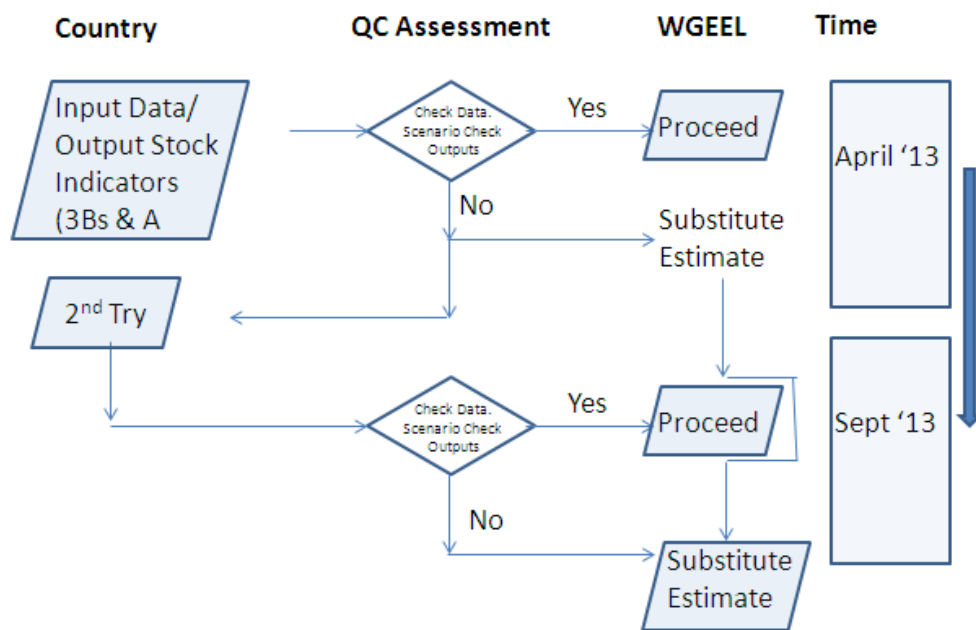 Country QC Assessment WGEEL Time
Input Data/
Output Stock
Indicators
(3Bs & A
Check Data.
Scenario Check
Outputs
Yes
Proceed
April ‘13
No
Substitute
Estimate
2nd Try
Check Data.
Scenario Check
Outputs
Yes
Proceed
Sept ‘13
No
Substitute
Estimate